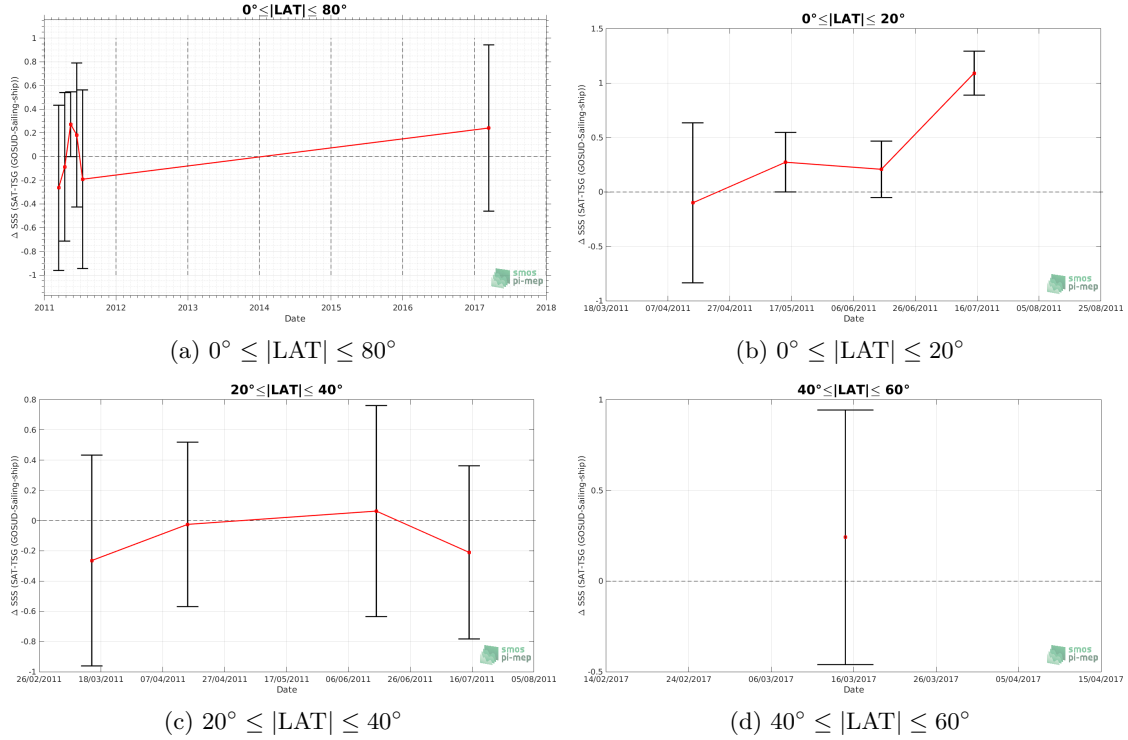 0°≤|LAT|≤ 80°
Δ SSS (SAT-TSG (GOSUD-Sailing-ship))
1
0.8
0.6
0.4
0.2
0
-0.2
-0.4
-0.6
-0.8
-1
2011 2012 2013 2014 2015 2016 2017 2018
Date
smos
pi-mep
(a) 0° ≤ |LAT| ≤ 80°
0°≤|LAT|≤ 20°
Δ SSS (SAT-TSG (GOSUD-Sailing-ship))
1.5
1
0.5
0
-0.5
-1
18/03/2011 07/04/2011 27/04/2011 17/05/2011 06/06/2011 26/06/2011 16/07/2011 05/08/2011 25/08/2011
Date
smos
pi-mep
(b) 0° ≤ |LAT| ≤ 20°
20°≤|LAT|≤ 40°
Δ SSS (SAT-TSG (GOSUD-Sailing-ship))
0.8
0.6
0.4
0.2
0
-0.2
-0.4
-0.6
-0.8
-1
26/02/2011 18/03/2011 07/04/2011 27/04/2011 17/05/2011 06/06/2011 26/06/2011 16/07/2011 05/08/2011
Date
smos
pi-mep
(c) 20° ≤ |LAT| ≤ 40°
40°≤|LAT|≤ 60°
Δ SSS (SAT-TSG (GOSUD-Sailing-ship))
1
0.5
0
-0.5
14/02/2017 24/02/2017 06/03/2017 16/03/2017 26/03/2017 05/04/2017 15/04/2017
Date
smos
pi-mep
(d) 40° ≤ |LAT| ≤ 60°